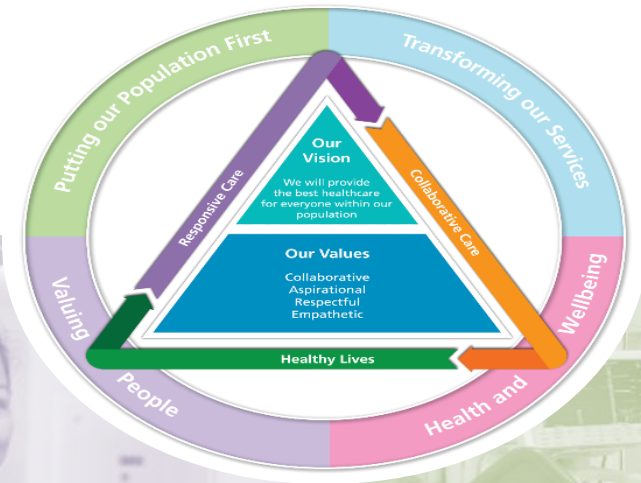 Putting our Population First
Transforming our Services
Responsive Care
Collaborative Care
Our
Vision
We will provide
the best healthcare
for everyone within our
population
Our Values
Collaborative
Aspirational
Respectful
Empathetic
Healthy Lives
Valuing People
Health and Wellbeing